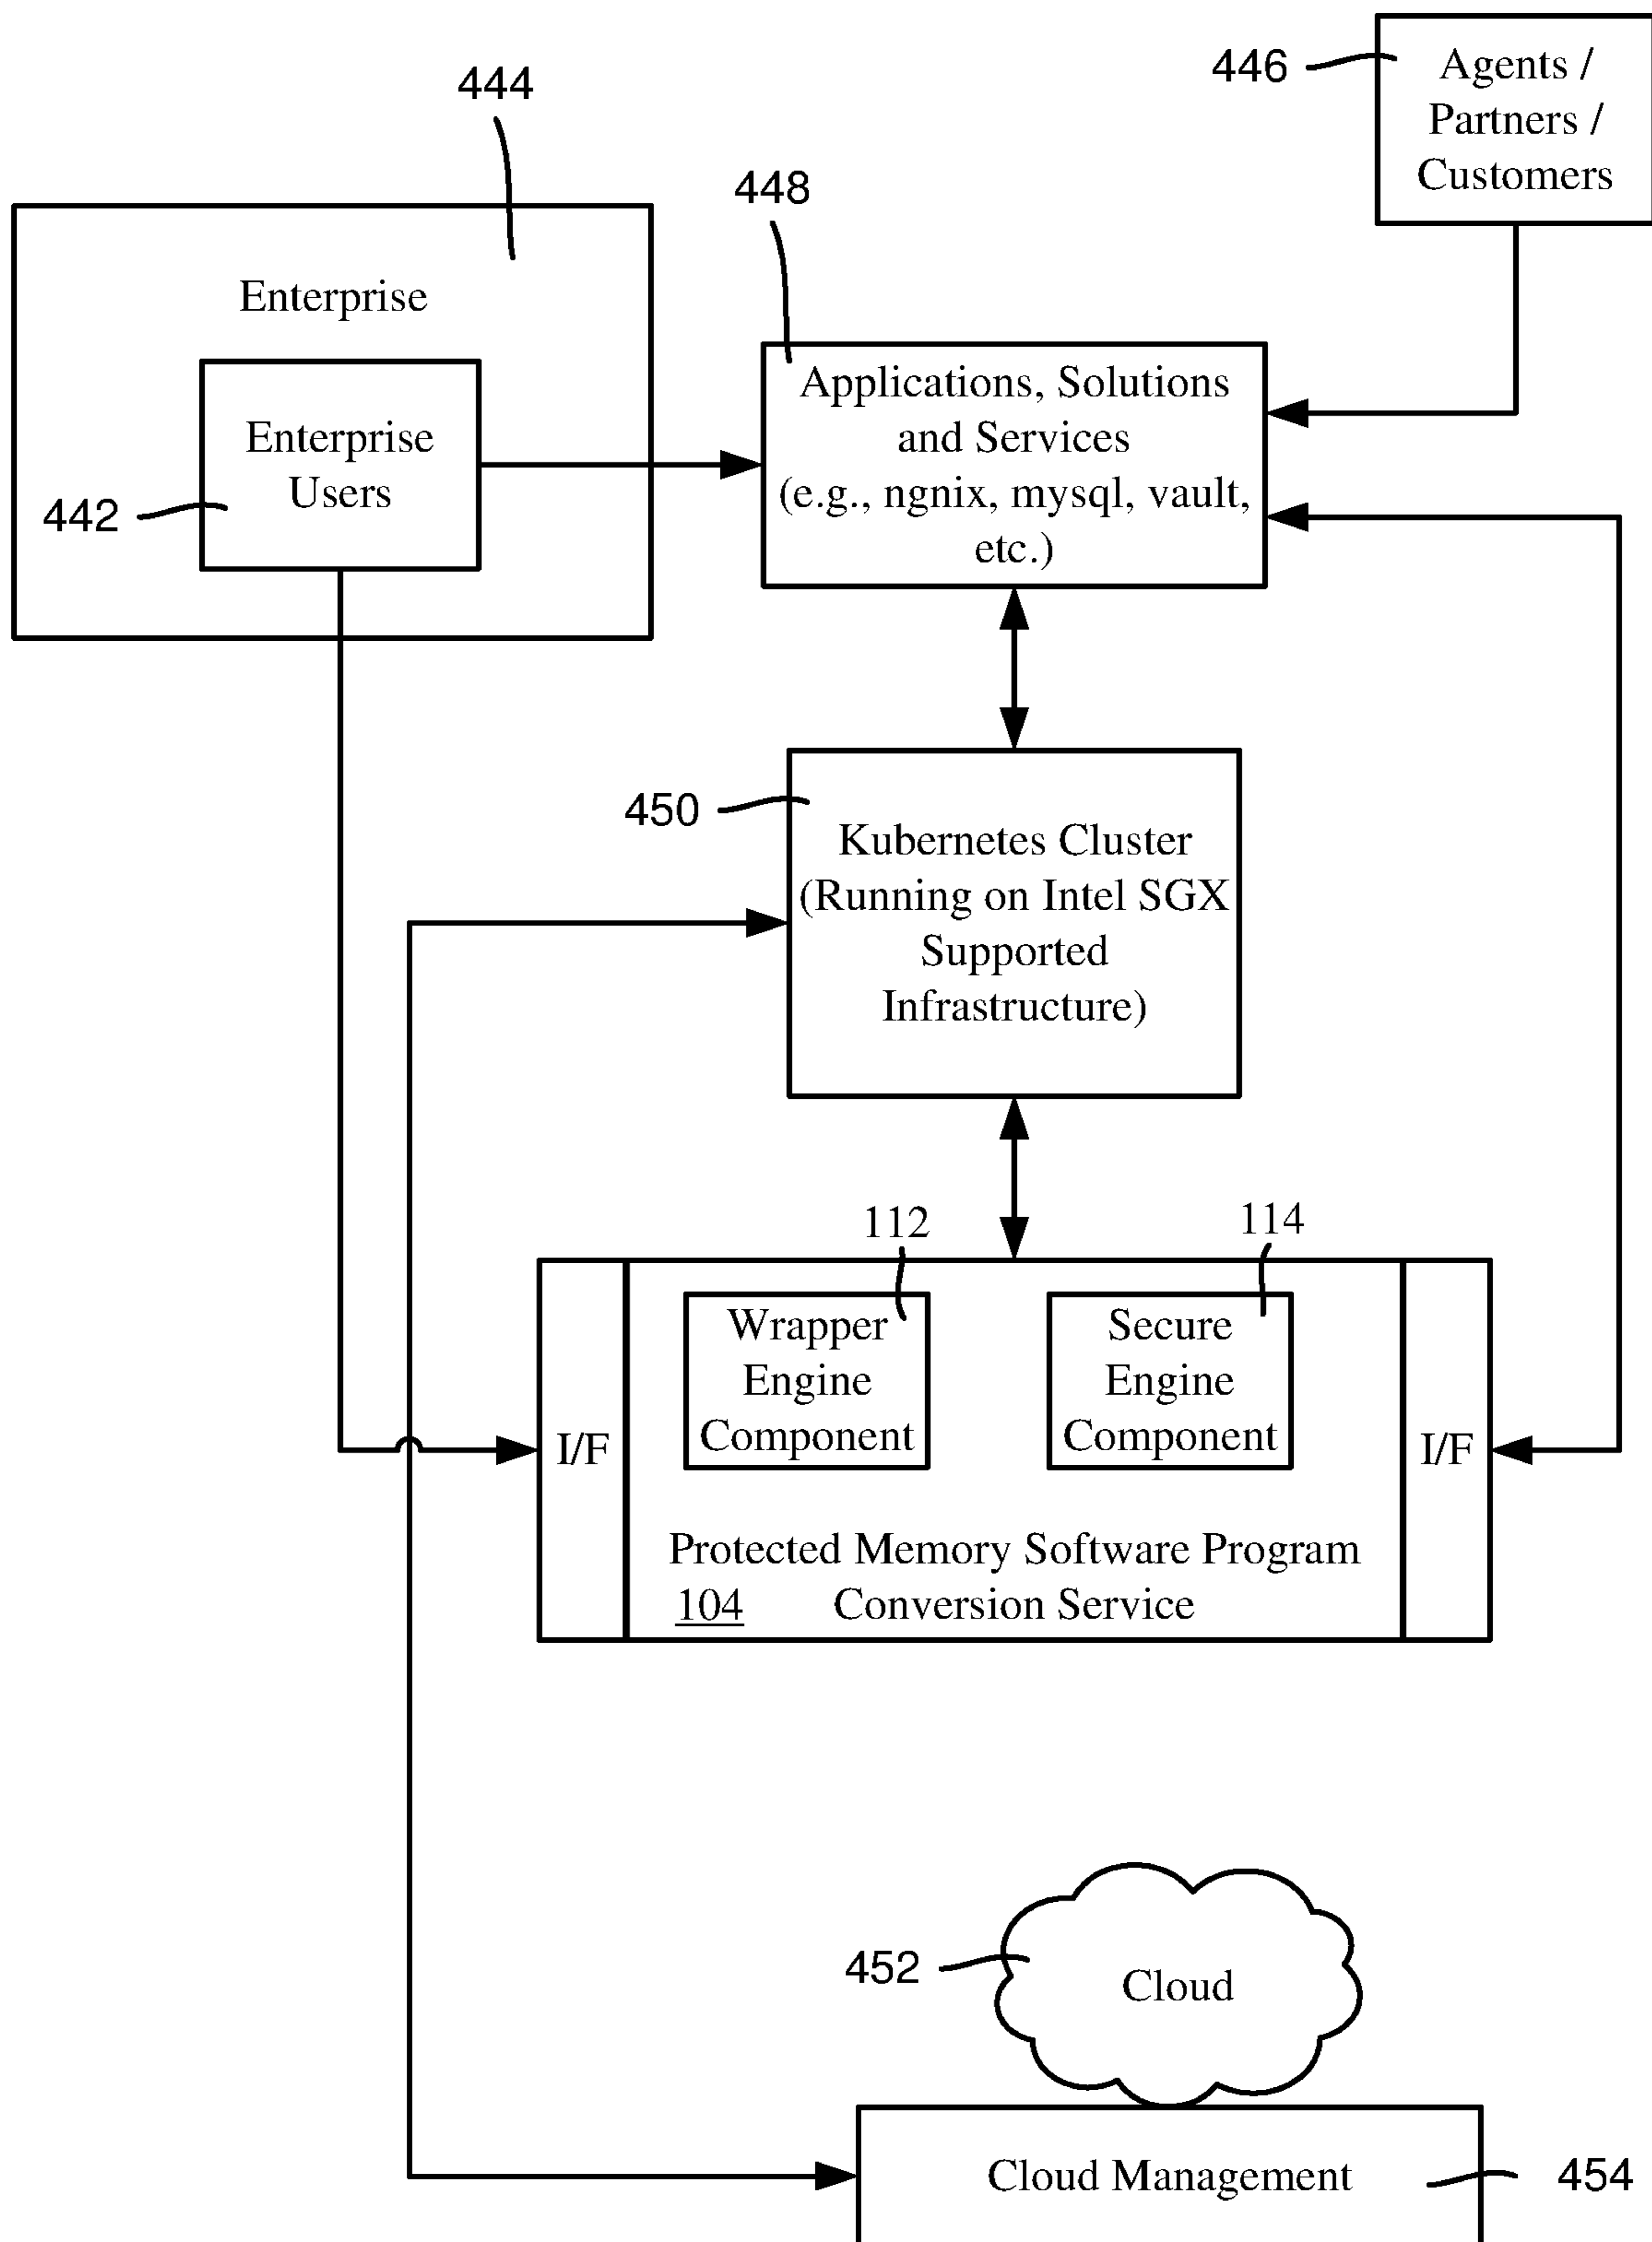 446
Agents /
Partners /
Customers
444
448
Enterprise
Enterprise
Users
442
Applications, Solutions
and Services
(e.g., ngnix, mysql, vault,
etc.)
450
Kubernetes Cluster
(Running on Intel SGX
Supported
Infrastructure)
112
114
I/F
Wrapper
Engine
Component
Secure
Engine
Component
I/F
Protected Memory Software Program
104 Conversion Service
452
Cloud
Cloud Management
454